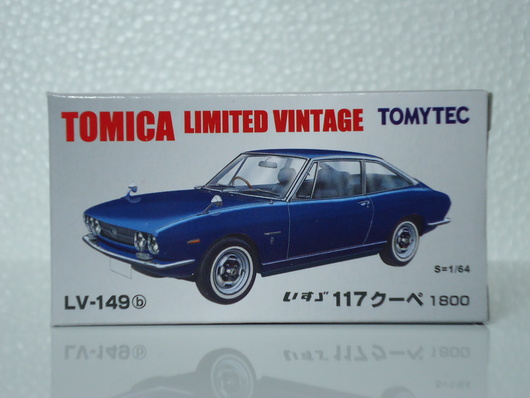 TOMICA LIMITED VINTAGE TOMYTEC
S=1/64
LV-149ⓑ いすゞ 117クーペ 1800